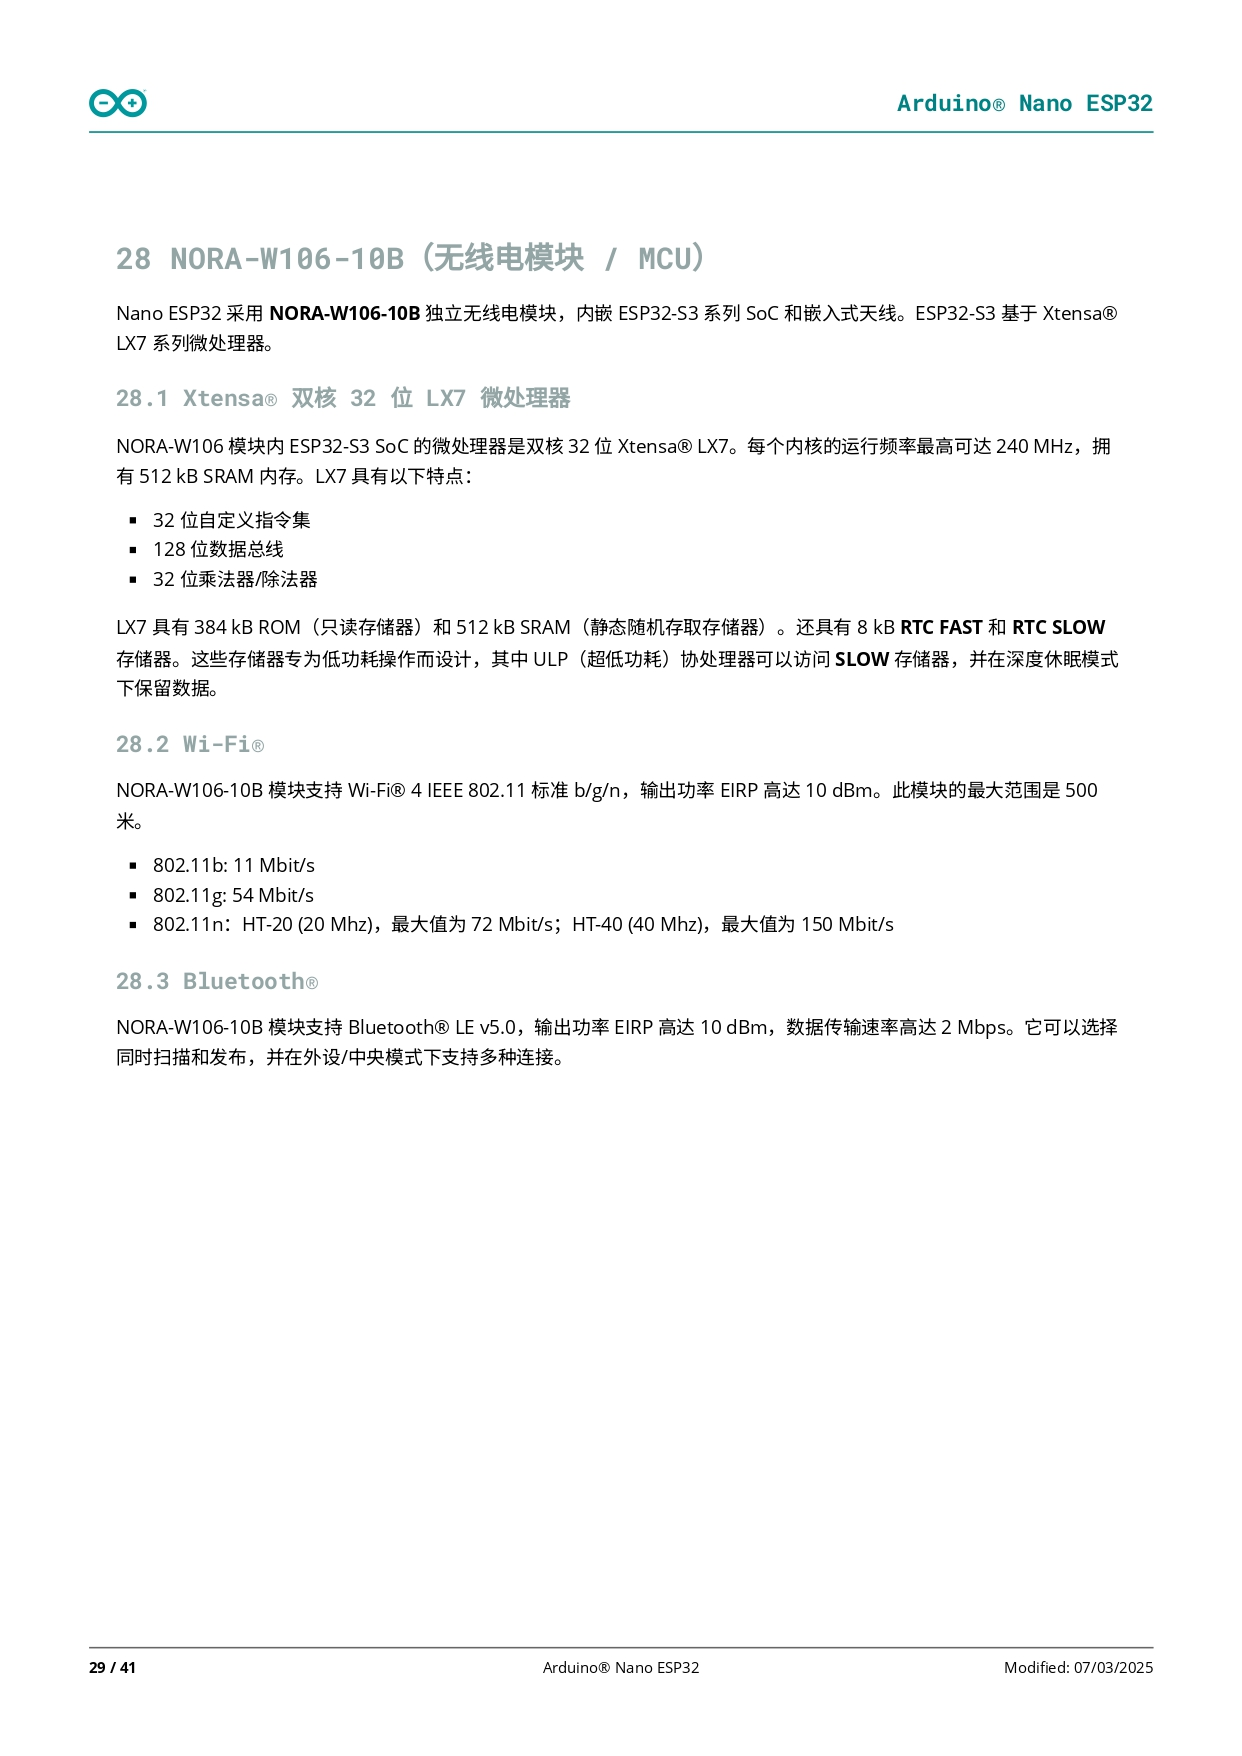 Arduino® Nano ESP32
28 NORA-W106-10B（无线电模块 / MCU）
Nano ESP32 采用 NORA-W106-10B 独立无线电模块，内嵌 ESP32-S3 系列 SoC 和嵌入式天线。ESP32-S3 基于 Xtensa®
LX7 系列微处理器。
28.1 Xtensa® 双核 32 位 LX7 微处理器
NORA-W106 模块内 ESP32-S3 SoC 的微处理器是双核 32 位 Xtensa® LX7。每个内核的运行频率最高可达 240 MHz，拥
有 512 kB SRAM 内存。LX7 具有以下特点：
▪ 32 位自定义指令集
▪ 128 位数据总线
▪ 32 位乘法器/除法器
LX7 具有 384 kB ROM（只读存储器）和 512 kB SRAM（静态随机存取存储器）。还具有 8 kB RTC FAST 和 RTC SLOW
存储器。这些存储器专为低功耗操作而设计，其中 ULP（超低功耗）协处理器可以访问 SLOW 存储器，并在深度休眠模式
下保留数据。
28.2 Wi-Fi®
NORA-W106-10B 模块支持 Wi-Fi® 4 IEEE 802.11 标准 b/g/n，输出功率 EIRP 高达 10 dBm。此模块的最大范围是 500
米。
▪ 802.11b: 11 Mbit/s
▪ 802.11g: 54 Mbit/s
▪ 802.11n：HT-20 (20 Mhz)，最大值为 72 Mbit/s；HT-40 (40 Mhz)，最大值为 150 Mbit/s
28.3 Bluetooth®
NORA-W106-10B 模块支持 Bluetooth® LE v5.0，输出功率 EIRP 高达 10 dBm，数据传输速率高达 2 Mbps。它可以选择
同时扫描和发布，并在外设/中央模式下支持多种连接。
29 / 41 Arduino® Nano ESP32 Modified: 07/03/2025